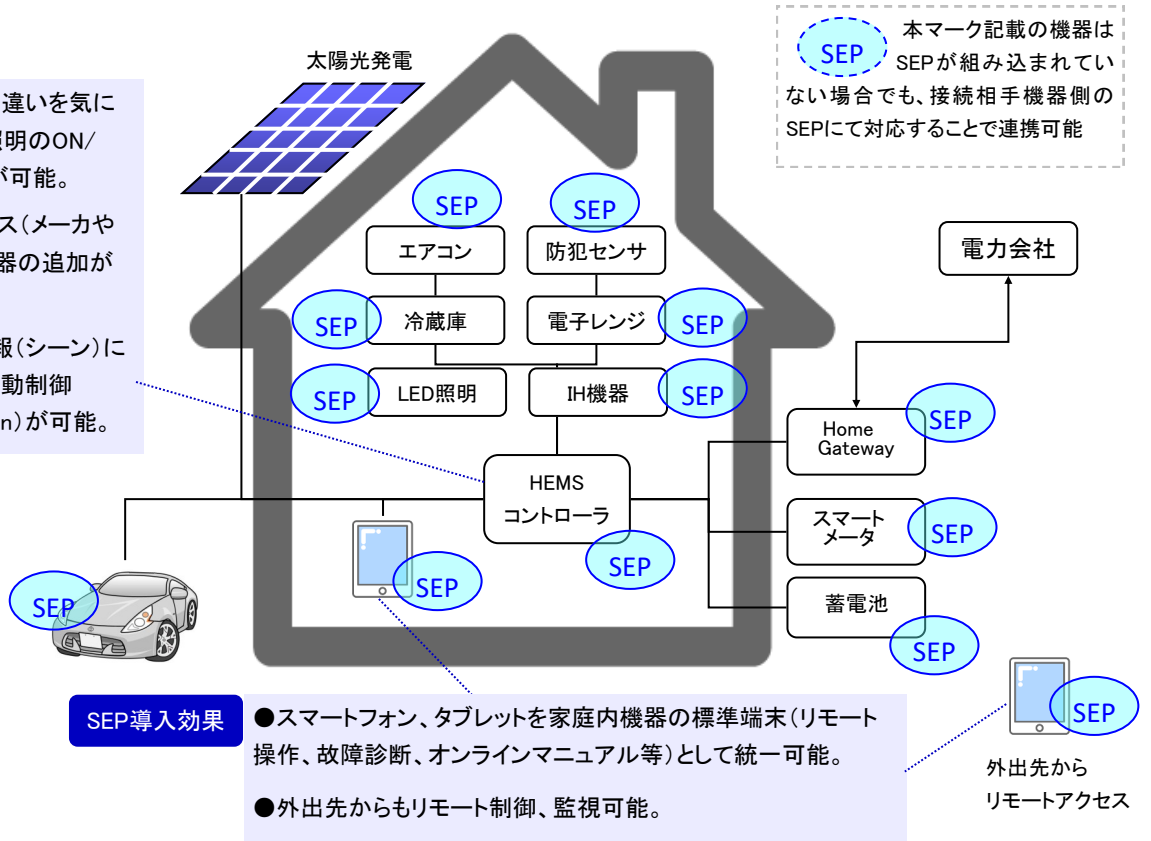 太陽光発電
SEP
本マーク記載の機器は
SEPが組み込まれてい
ない場合でも、接続相手機器側の
SEPにて対応することで連携可能
違いを気に
照明のON/
が可能。
ス(メーカや
器の追加が
報(シーン)に
動制御
n)が可能。
SEP
エアコン
SEP
防犯センサ
SEP
冷蔵庫
電子レンジ
SEP
SEP
LED照明
IH機器
SEP
電力会社
Home
Gateway
SEP
HEMS
コントローラ
SEP
スマート
メータ
SEP
蓄電池
SEP
SEP
SEP
SEP導入効果
●スマートフォン、タブレットを家庭内機器の標準端末(リモート
操作、故障診断、オンラインマニュアル等)として統一可能。
●外出先からもリモート制御、監視可能。
SEP
外出先から
リモートアクセス